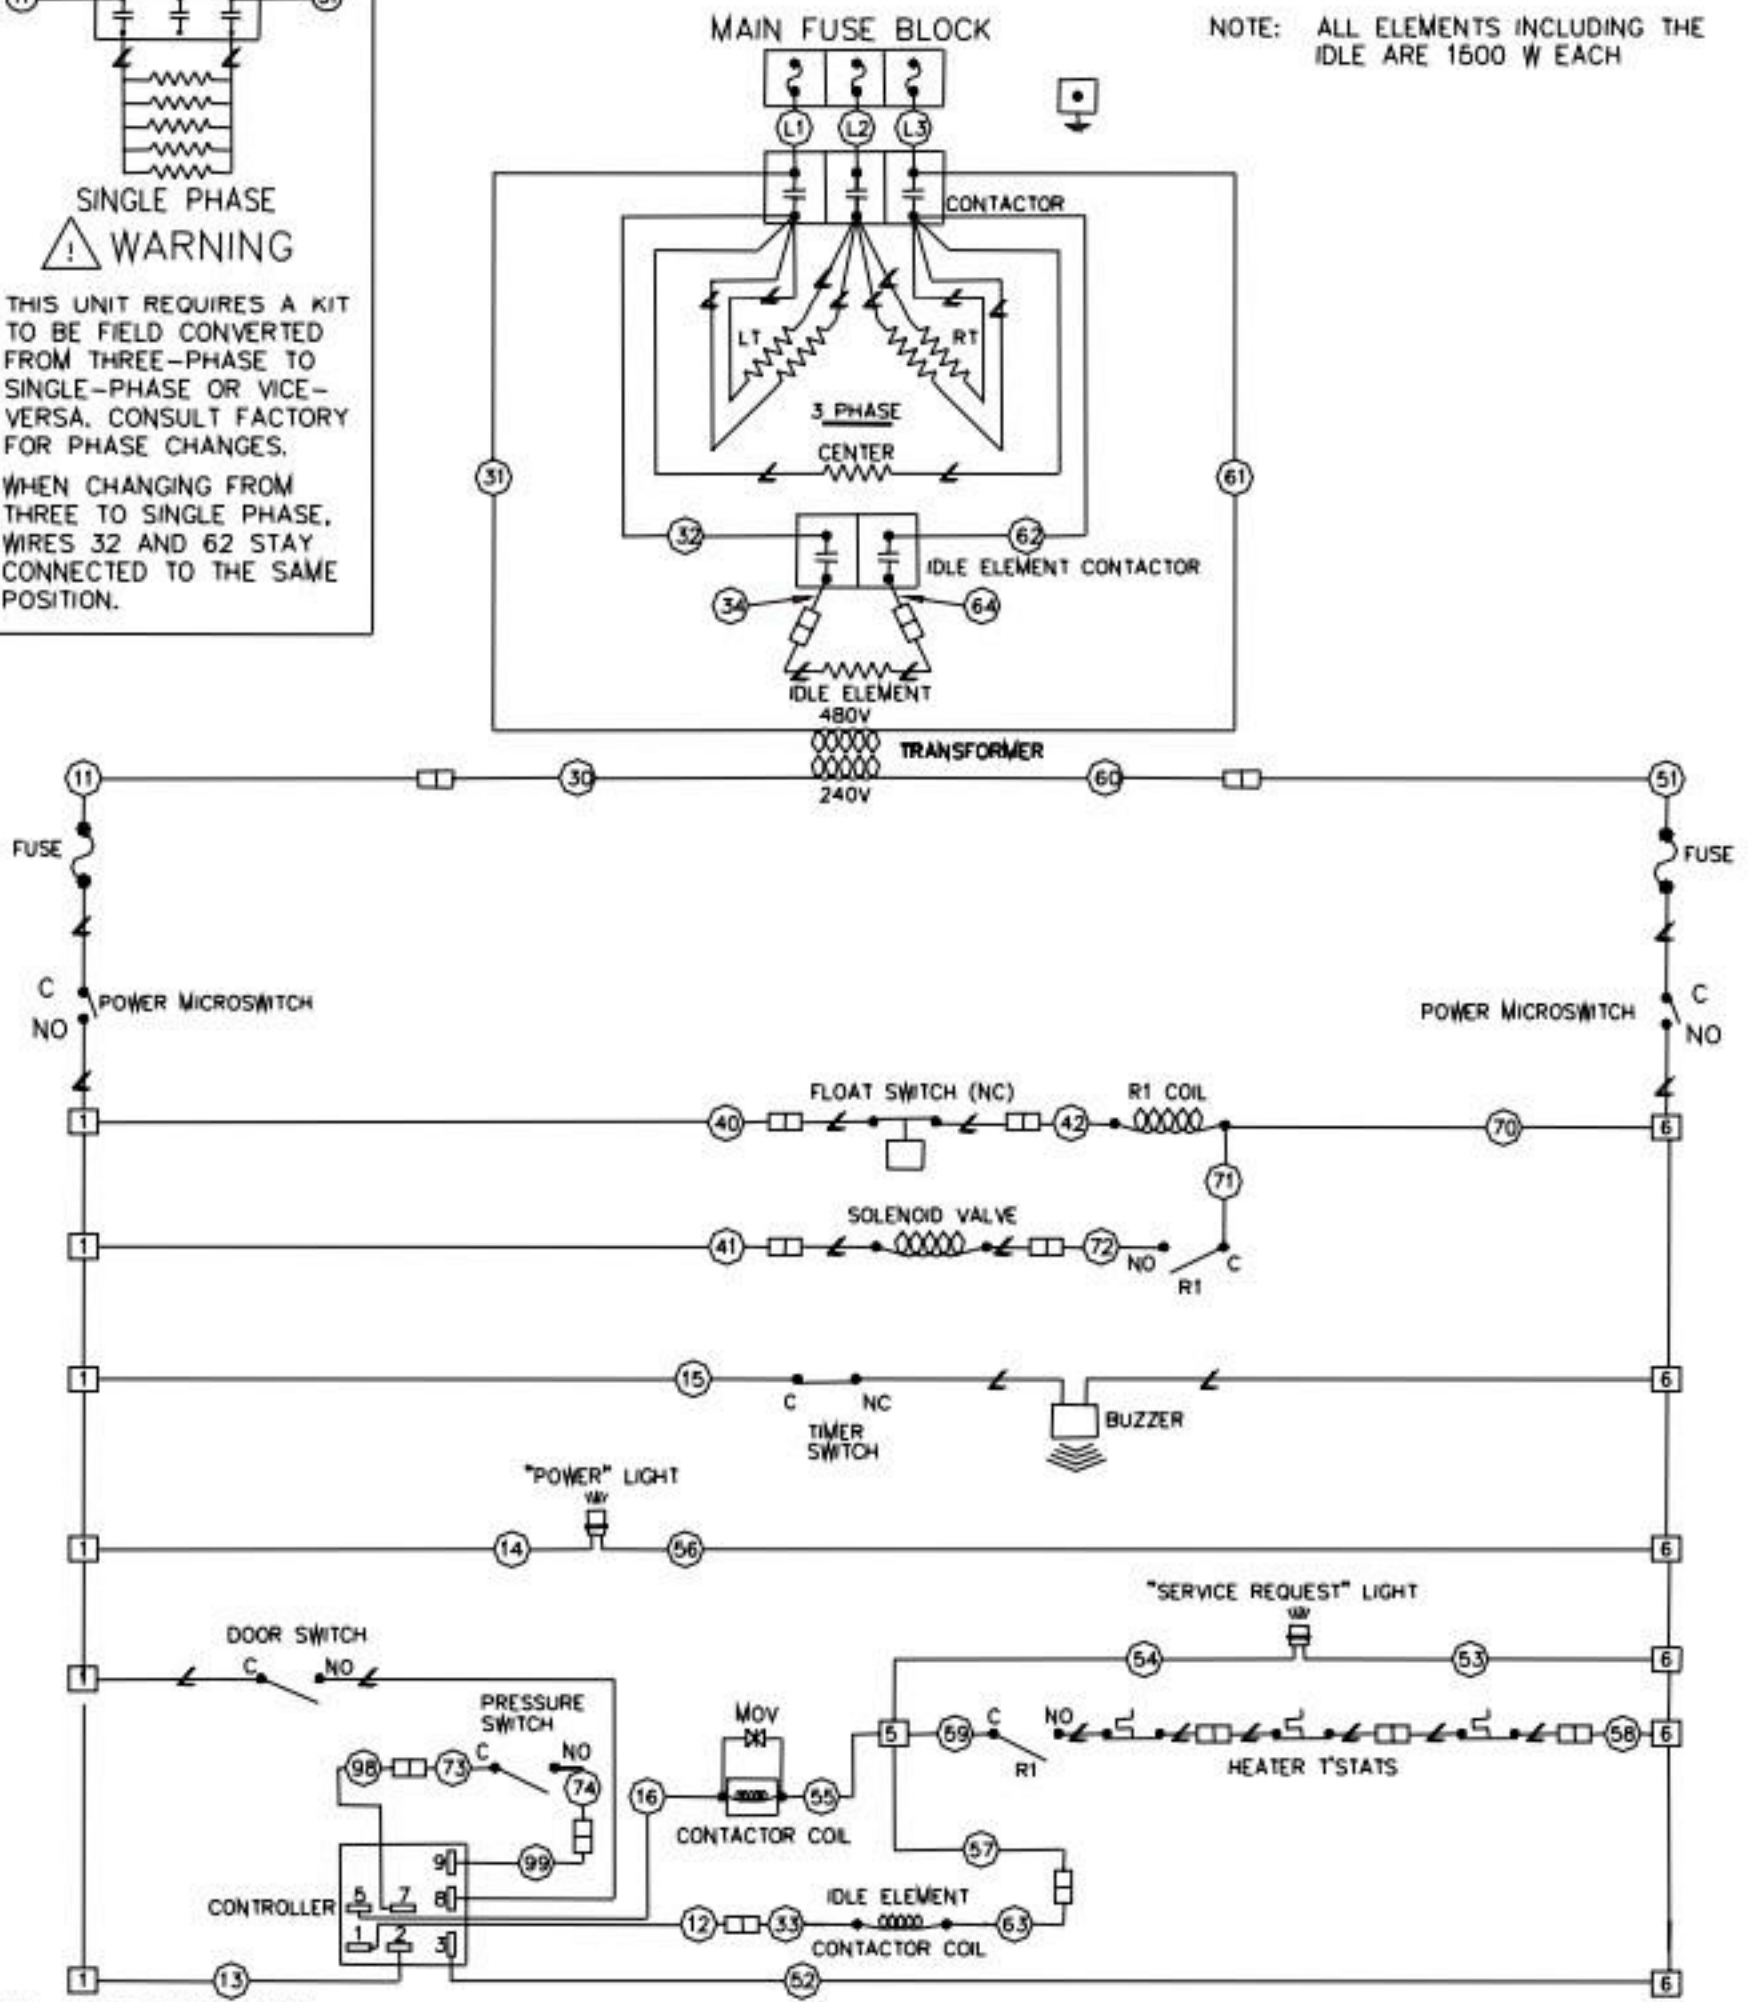 MAIN FUSE BLOCK
NOTE: ALL ELEMENTS INCLUDING THE
IDLE ARE 1500 W EACH
L1 L2 L3
SINGLE PHASE
! WARNING
THIS UNIT REQUIRES A KIT
TO BE FIELD CONVERTED
FROM THREE-PHASE TO
SINGLE-PHASE OR VICE-
VERSA. CONSULT FACTORY
FOR PHASE CHANGES.
WHEN CHANGING FROM
THREE TO SINGLE PHASE,
WIRES 32 AND 62 STAY
CONNECTED TO THE SAME
POSITION.
CONTACTOR
LT RT
3 PHASE
CENTER
31 61
32 62
IDLE ELEMENT CONTACTOR
34 64
IDLE ELEMENT
480V
TRANSFORMER
11 30 60 51
240V
FUSE FUSE
C POWER MICROSWITCH NO
POWER MICROSWITCH C NO
FLOAT SWITCH (NC) R1 COIL
1 40 42 70 6
71
SOLENOID VALVE
1 41 72 NO C
R1
1 15 6
C NC
TIMER
SWITCH
BUZZER
"POWER" LIGHT
1 14 56 6
"SERVICE REQUEST" LIGHT
54 53 6
DOOR SWITCH
1 C NO
PRESSURE
SWITCH
98 73 C NO
74
MOV
5 59 C NO 58 6
R1 HEATER T'STATS
16 55
CONTACTOR COIL
57
9 99
CONTROLLER 5 7 8
1 2 3
IDLE ELEMENT
12 33 63
CONTACTOR COIL
1 13 52 6